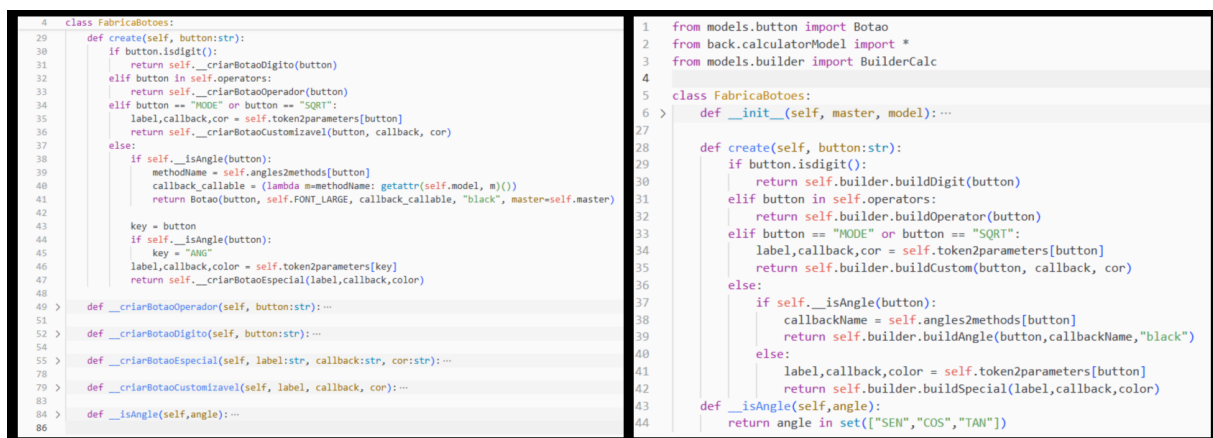 4 class FabricaBotoes:
29 def create(self, button:str):
30 if button.isdigit():
31 return self.__criarBotaoDigito(button)
32 elif button in self.operators:
33 return self.__criarBotaoOperador(button)
34 elif button == "MODE" or button == "SQRT":
35 label,callback,cor = self.token2parameters[button]
36 return self.__criarBotaoCustomizavel(button, callback, cor)
37 else:
38 if self.__isAngle(button):
39 methodName = self.angles2methods[button]
40 callback_callable = (lambda m=methodName: getattr(self.model, m)())
41 return Botao(button, self.FONT_LARGE, callback_callable, "black", master=self.master)
42
43 key = button
44 if self.__isAngle(button):
45 key = "ANG"
46 label,callback,color = self.token2parameters[key]
47 return self.__criarBotaoEspecial(label,callback,color)
48
49 > def __criarBotaoOperador(self, button:str): ⋯
51
52 > def __criarBotaoDigito(self, button:str): ⋯
54
55 > def __criarBotaoEspecial(self, label:str, callback:str, cor:str): ⋯
78
79 > def __criarBotaoCustomizavel(self, label, callback, cor): ⋯
83
84 > def __isAngle(self,angle): ⋯
86
1 from models.button import Botao
2 from back.calculatorModel import *
3 from models.builder import BuilderCalc
4
5 class FabricaBotoes:
6 > def __init__(self, master, model): ⋯
27
28 def create(self, button:str):
29 if button.isdigit():
30 return self.builder.buildDigit(button)
31 elif button in self.operators:
32 return self.builder.buildOperator(button)
33 elif button == "MODE" or button == "SQRT":
34 label,callback,cor = self.token2parameters[button]
35 return self.builder.buildCustom(button, callback, cor)
36 else:
37 if self.__isAngle(button):
38 callbackName = self.angles2methods[button]
39 return self.builder.buildAngle(button,callbackName,"black")
40 else:
41 label,callback,color = self.token2parameters[button]
42 return self.builder.buildSpecial(label,callback,color)
43 def __isAngle(self,angle):
44 return angle in set(["SEN","COS","TAN"])